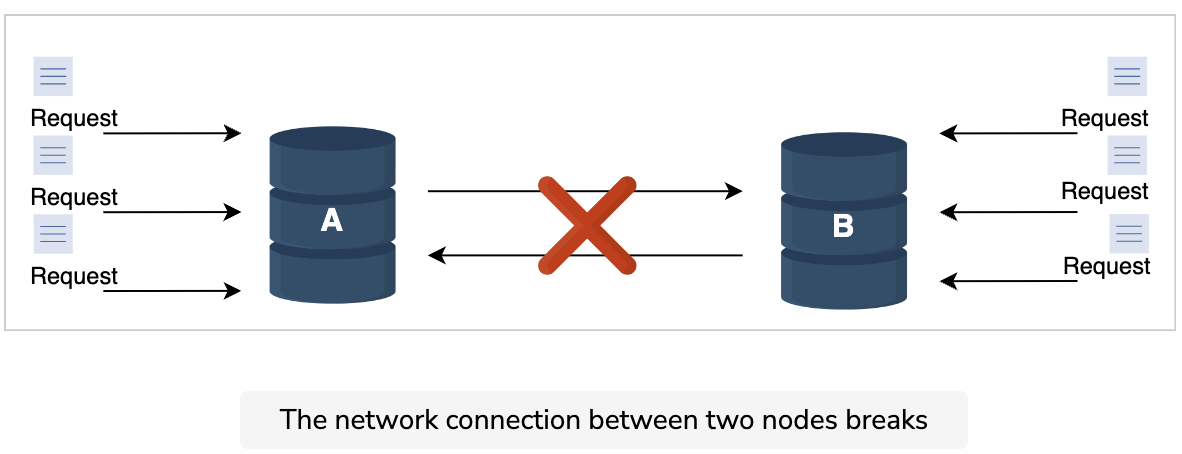 Request
Request
Request
A
B
Request
Request
Request
The network connection between two nodes breaks